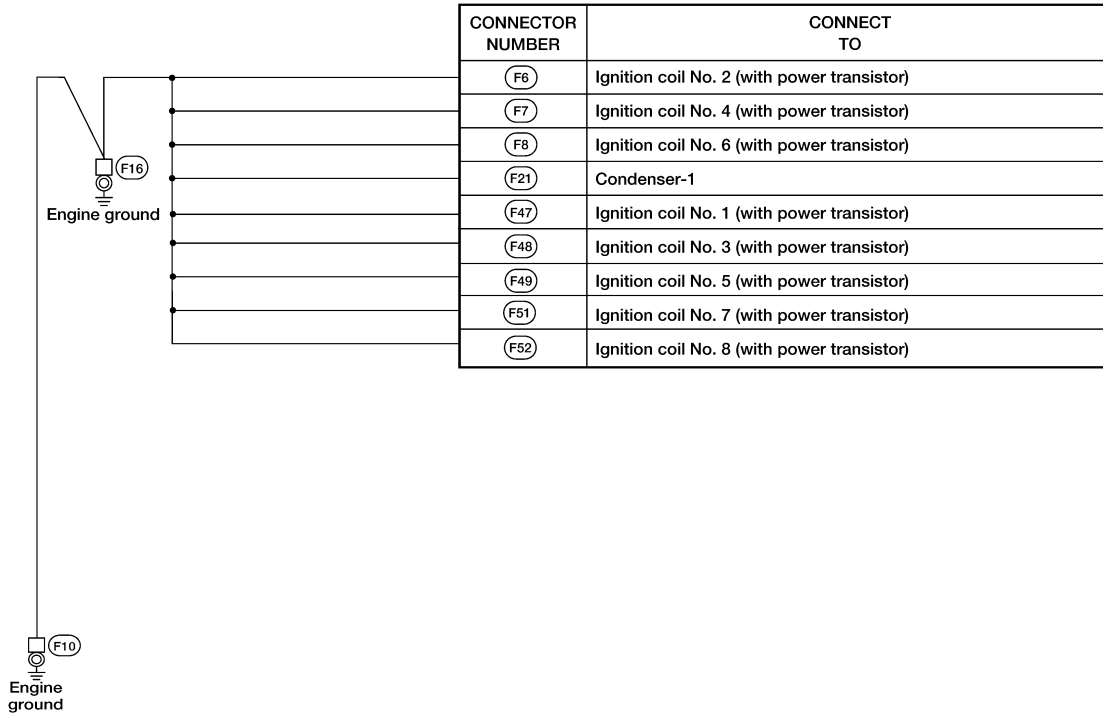 CONNECTOR NUMBER
CONNECT TO
F6 Ignition coil No. 2 (with power transistor)
F7 Ignition coil No. 4 (with power transistor)
F8 Ignition coil No. 6 (with power transistor)
F21 Condenser-1
F47 Ignition coil No. 1 (with power transistor)
F48 Ignition coil No. 3 (with power transistor)
F49 Ignition coil No. 5 (with power transistor)
F51 Ignition coil No. 7 (with power transistor)
F52 Ignition coil No. 8 (with power transistor)
F16
Engine ground
F10
Engine
ground